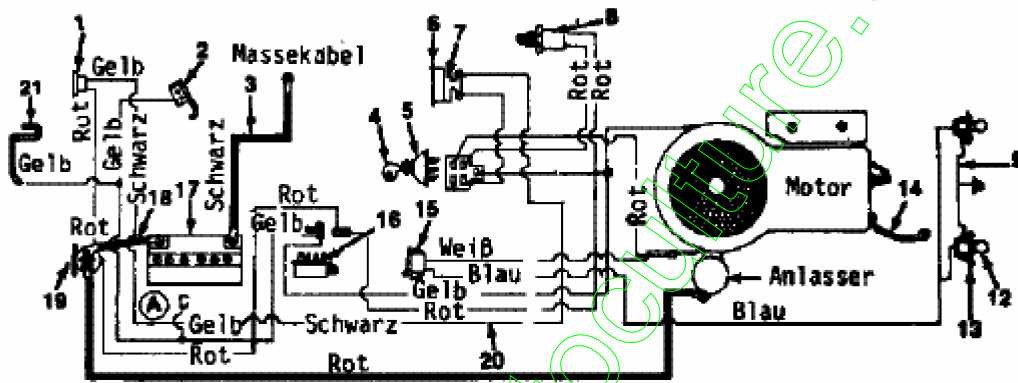 1
Gelb
2
Massekabel
6
7
8
21
Rot
3
4
5
Rot
Rot
Gelb
Gelb
Schwarz
Schwarz
9
Motor
14
18
17
Rot
Rot
Gelb
16
15
Rot
Weiß
Blau
Anlasser
19
12
13
A
C
Gelb
Rot
Blau
Gelb
Schwarz
20
Rot
Rot
oculture.